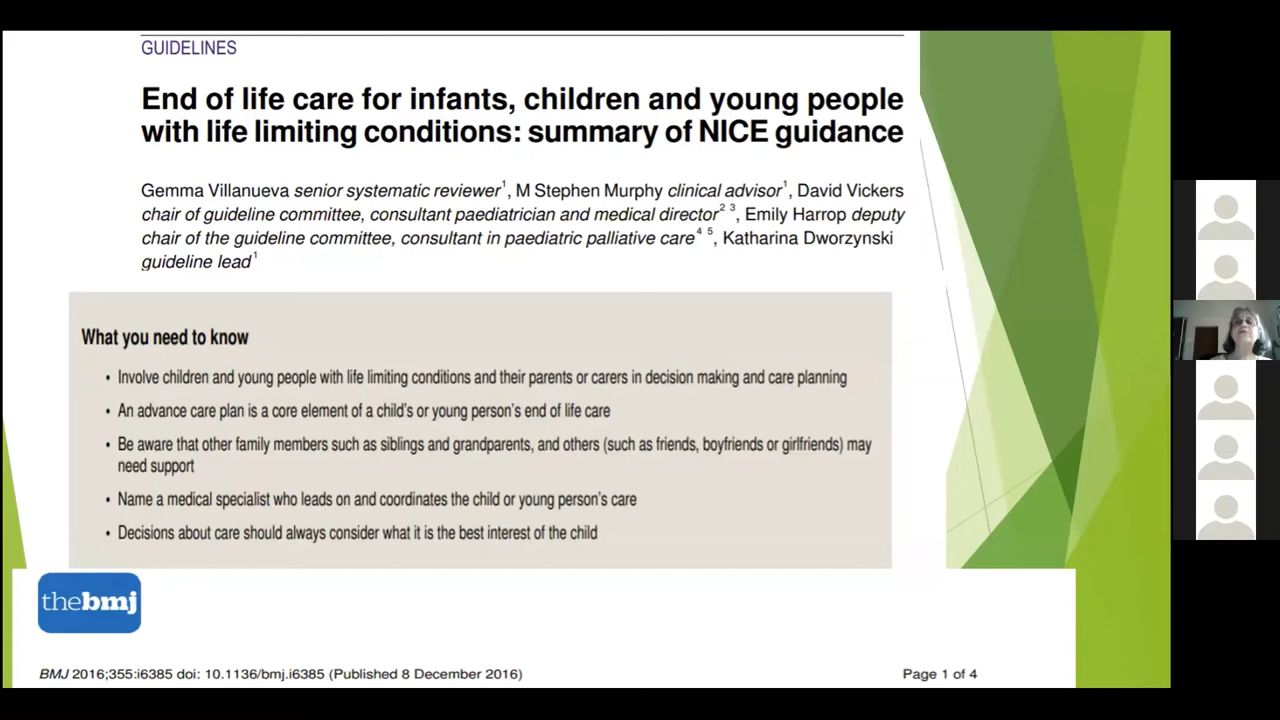 GUIDELINES
End of life care for infants, children and young people
with life limiting conditions: summary of NICE guidance
Gemma Villanueva senior systematic reviewer1, M Stephen Murphy clinical advisor1, David Vickers
chair of guideline committee, consultant paediatrician and medical director2 3, Emily Harrop deputy
chair of the guideline committee, consultant in paediatric palliative care4 5, Katharina Dworzynski
guideline lead1
What you need to know
• Involve children and young people with life limiting conditions and their parents or carers in decision making and care planning
• An advance care plan is a core element of a child's or young person's end of life care
• Be aware that other family members such as siblings and grandparents, and others (such as friends, boyfriends or girlfriends) may
need support
• Name a medical specialist who leads on and coordinates the child or young person's care
• Decisions about care should always consider what it is the best interest of the child
thebmj
BMJ 2016;355:i6385 doi: 10.1136/bmj.i6385 (Published 8 December 2016)
Page 1 of 4